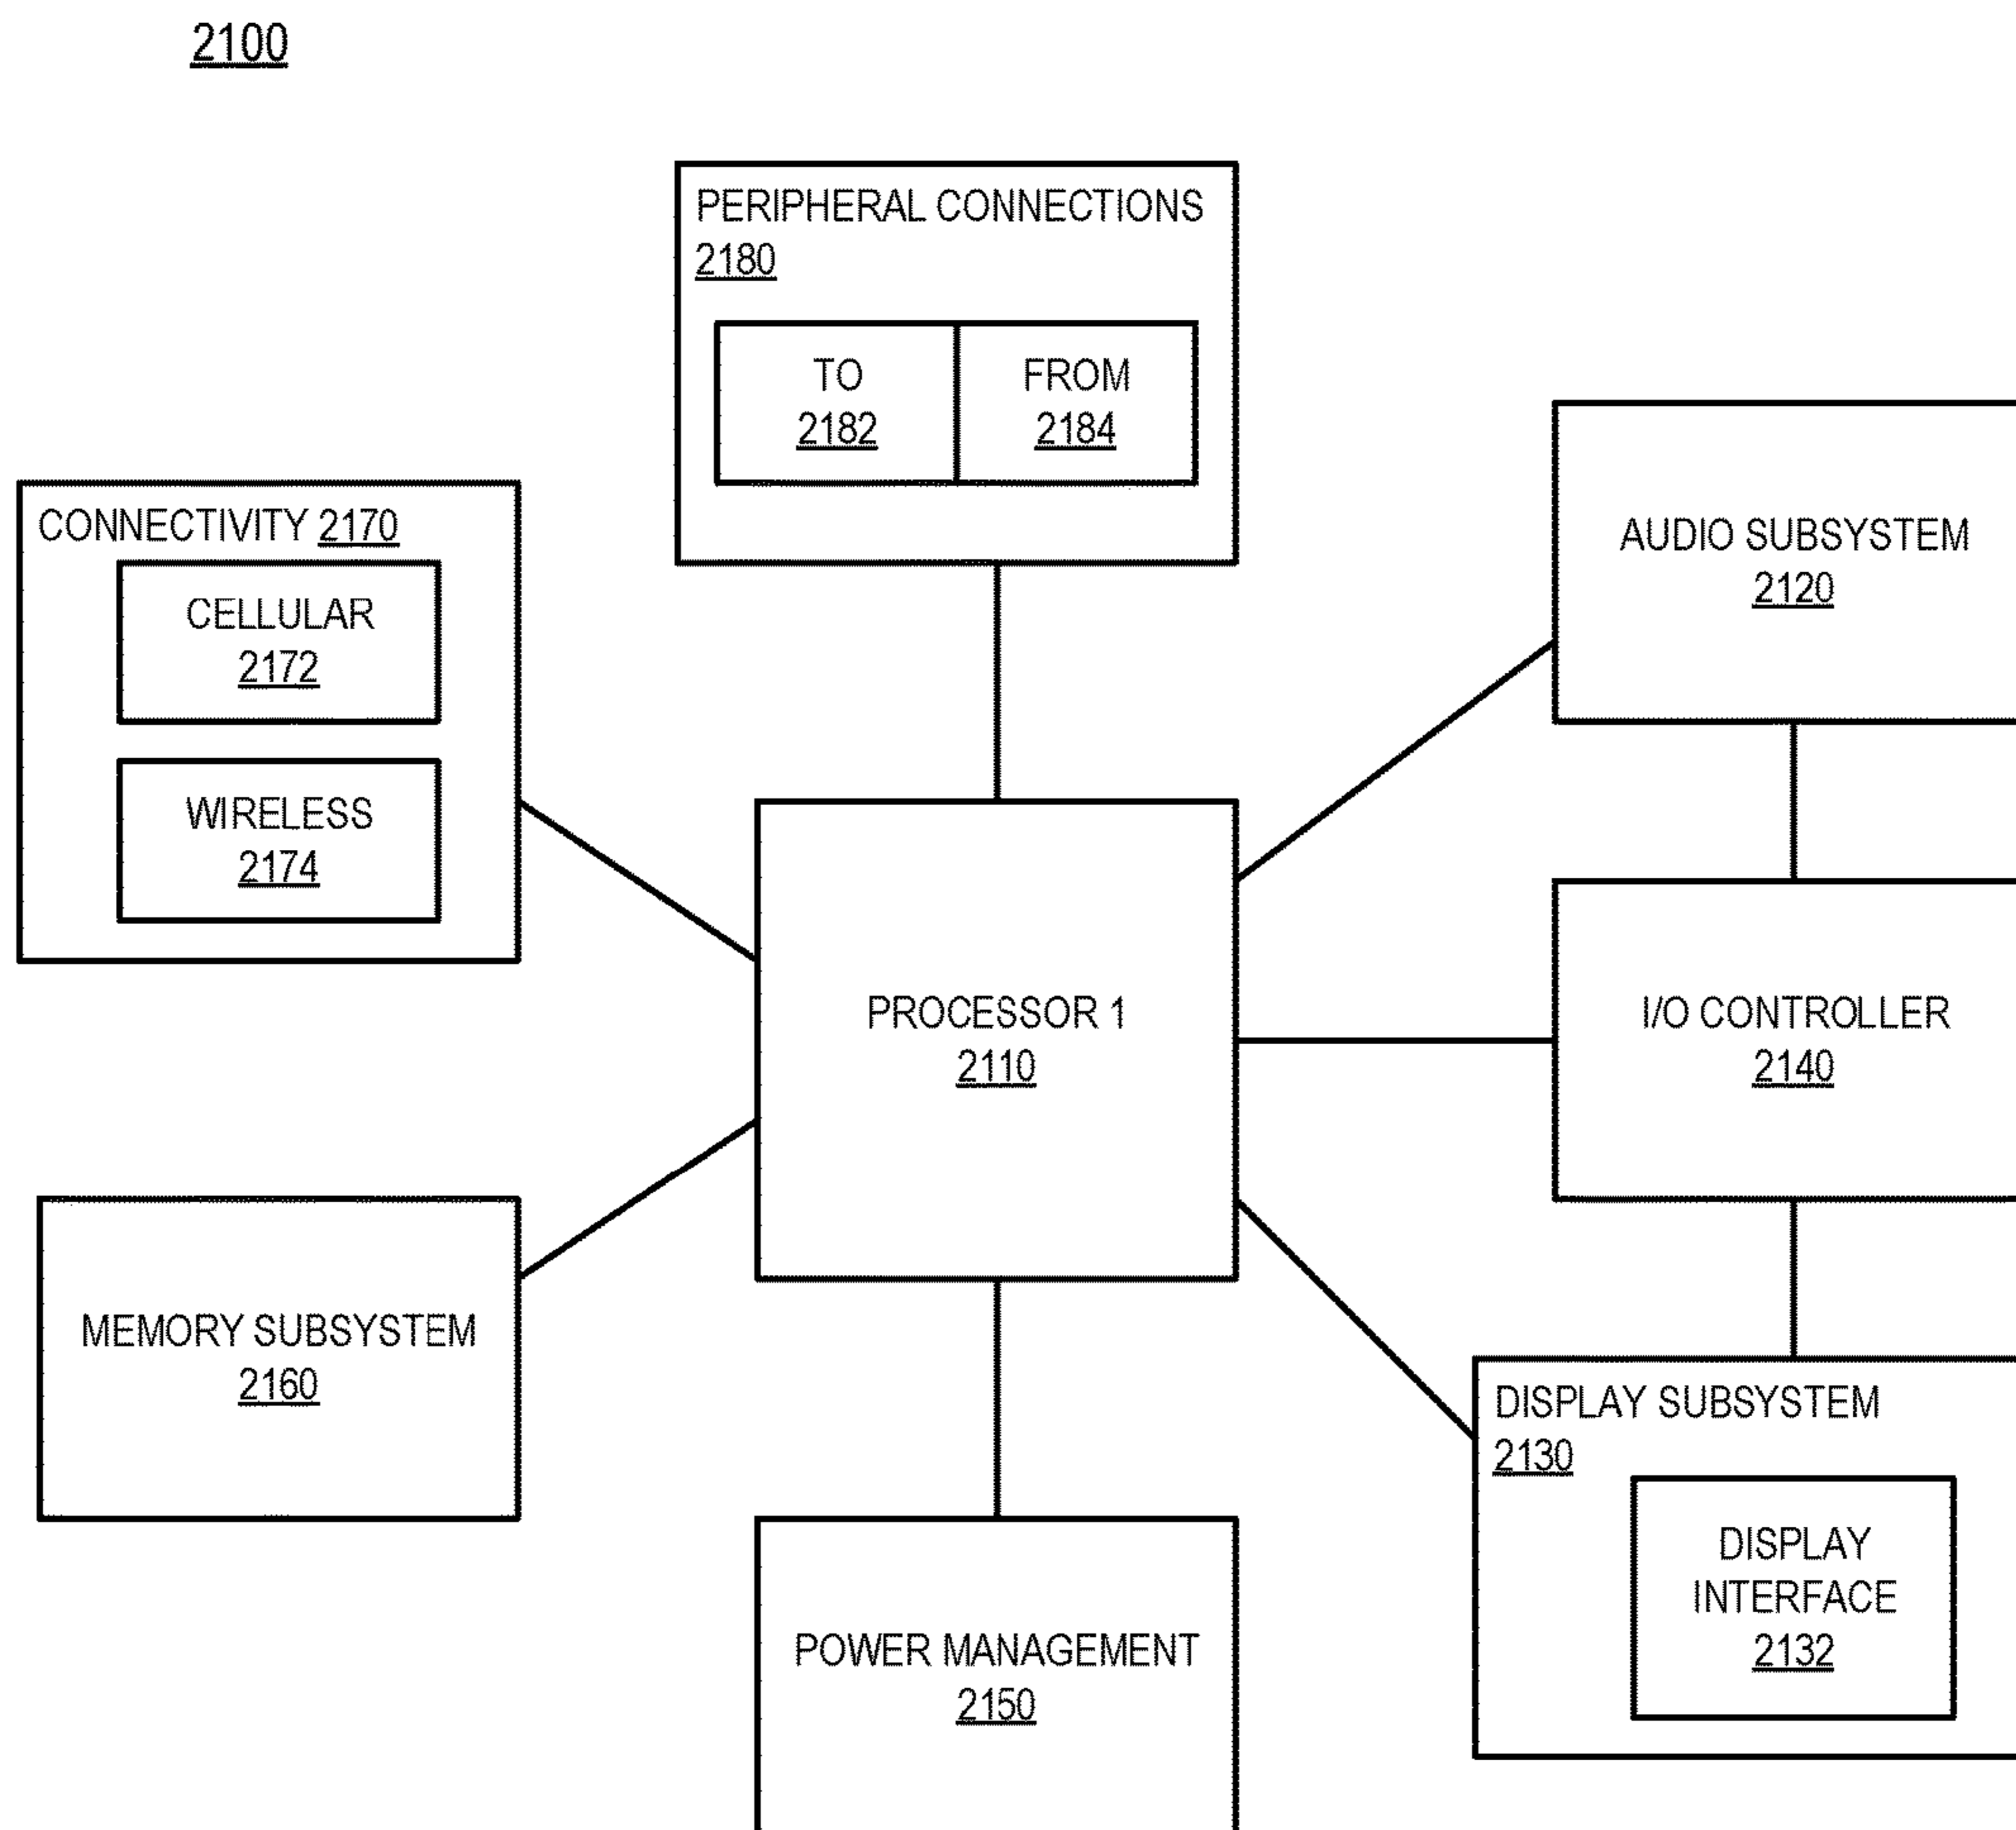 2100
PERIPHERAL CONNECTIONS
2180
TO
2182
FROM
2184
AUDIO SUBSYSTEM
2120
CONNECTIVITY 2170
CELLULAR
2172
WIRELESS
2174
PROCESSOR 1
2110
I/O CONTROLLER
2140
MEMORY SUBSYSTEM
2160
DISPLAY SUBSYSTEM
2130
DISPLAY
INTERFACE
2132
POWER MANAGEMENT
2150